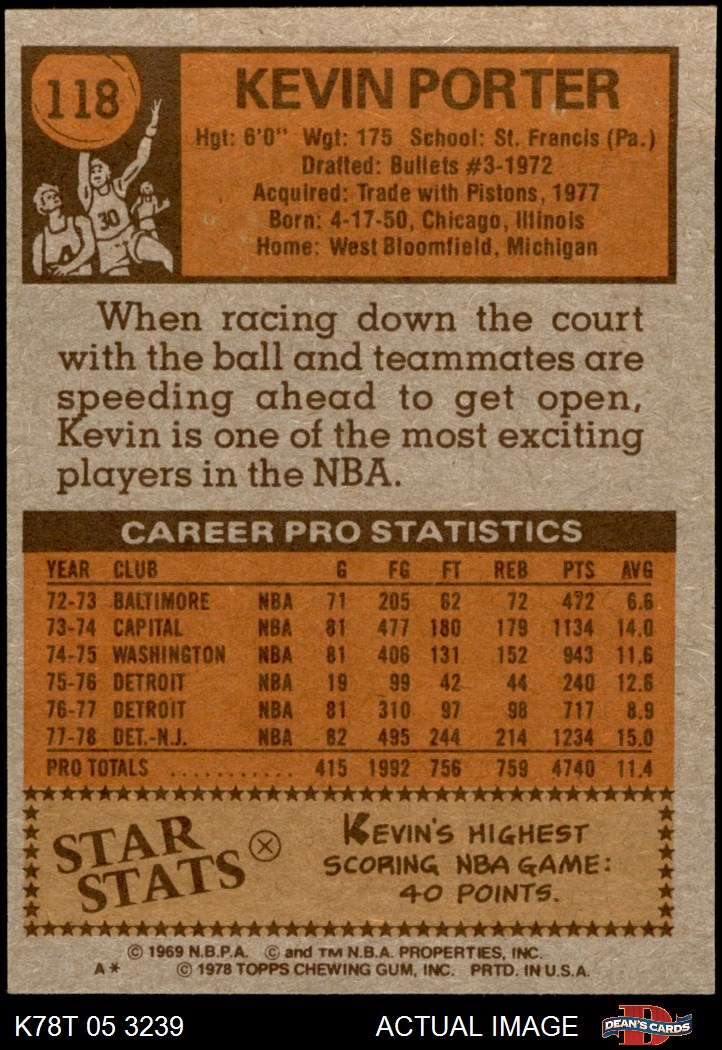 118
KEVIN PORTER
Hgt: 6'0" Wgt: 175 School: St. Francis (Pa.)
Drafted: Bullets #3-1972
Acquired: Trade with Pistons, 1977
Born: 4-17-50, Chicago, Illinois
Home: West Bloomfield, Michigan
30
When racing down the court
with the ball and teammates are
speeding ahead to get open,
Kevin is one of the most exciting
players in the NBA.
CAREER PRO STATISTICS
YEAR CLUB G FG FT REB PTS AVG
72-73 BALTIMORE NBA 71 205 62 72 472 6.6
73-74 CAPITAL NBA 81 477 180 179 1134 14.0
74-75 WASHINGTON NBA 81 406 131 152 943 11.6
75-76 DETROIT NBA 19 99 42 44 240 12.6
76-77 DETROIT NBA 81 310 97 98 717 8.9
77-78 DET.-N.J. NBA 82 495 244 214 1234 15.0
PRO TOTALS .......... 415 1992 756 759 4740 11.4
STAR
STATS
KEVIN'S HIGHEST
SCORING NBA GAME:
40 POINTS.
© 1969 N.B.P.A. © and TM N.B.A. PROPERTIES, INC.
A* © 1978 TOPPS CHEWING GUM, INC. PRTD. IN U.S.A.
K78T 05 3239 ACTUAL IMAGE D DEAN'S CARDS